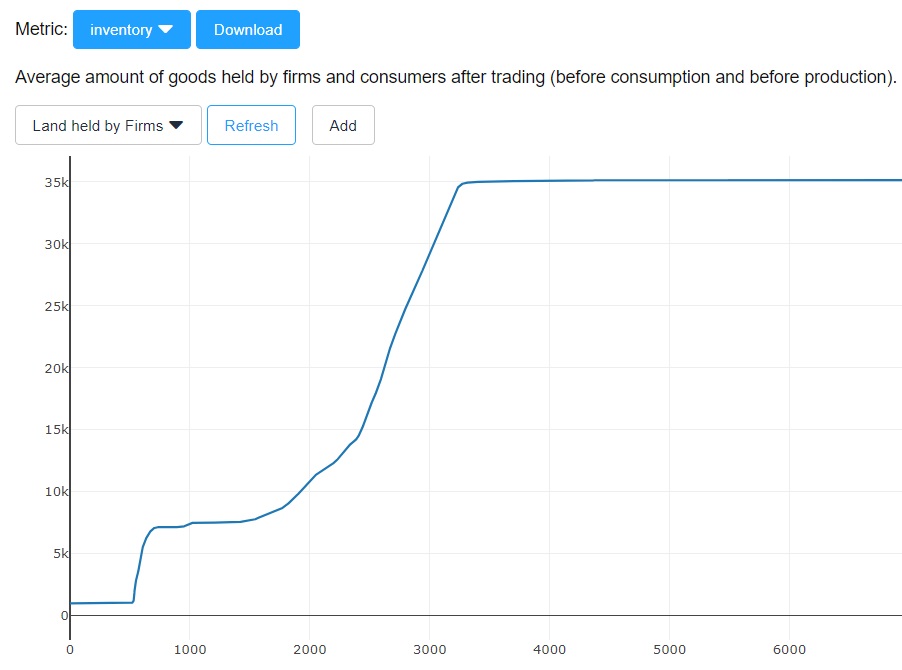 Metric: inventory Download
Average amount of goods held by firms and consumers after trading (before consumption and before production).
Land held by Firms Refresh Add
35k
30k
25k
20k
15k
10k
5k
0
0 1000 2000 3000 4000 5000 6000